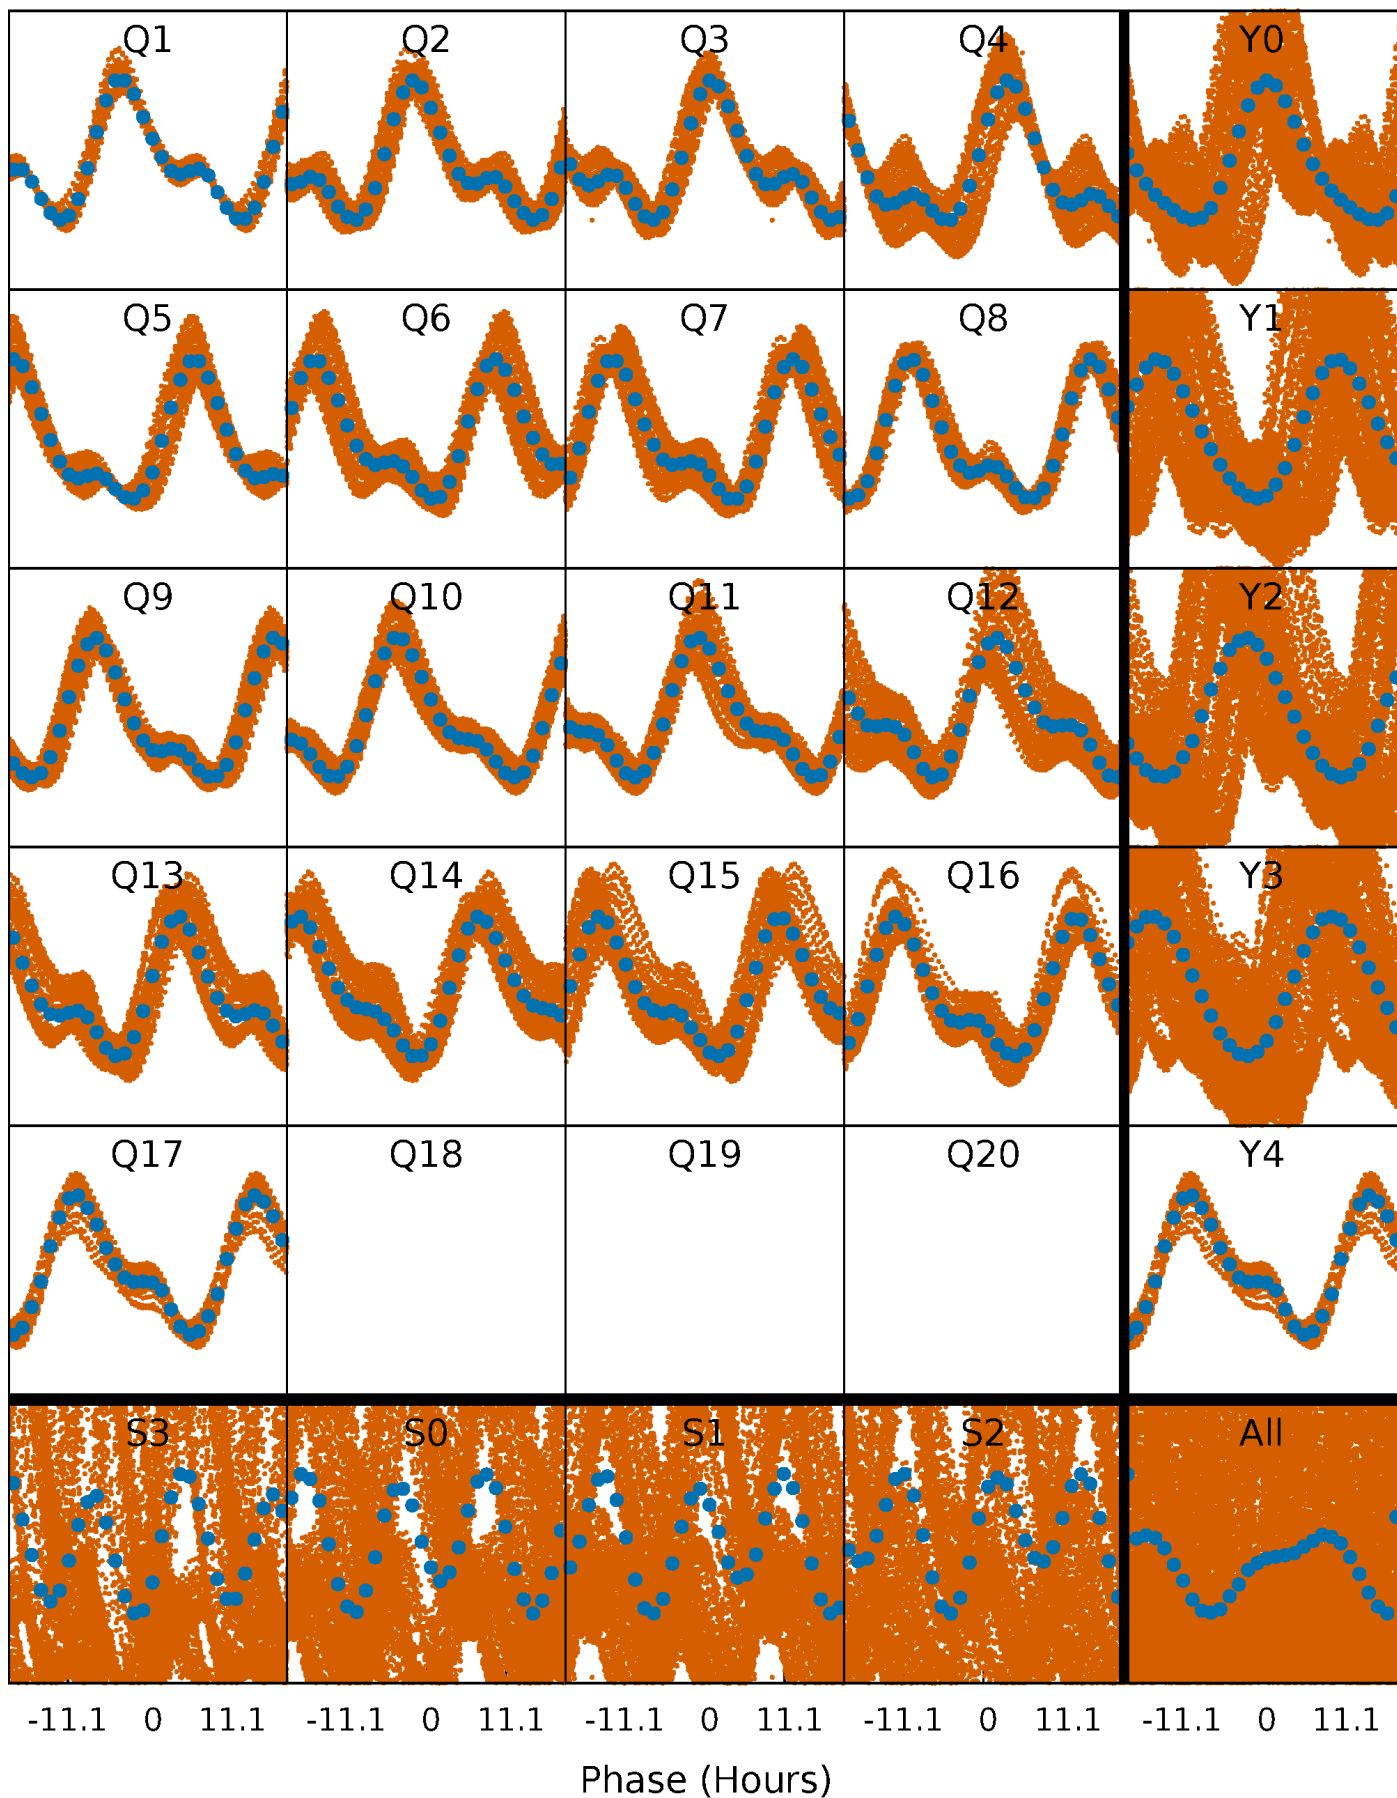 Q1 Q2 Q3 Q4 Y0
Q5 Q6 Q7 Q8 Y1
Q9 Q10 Q11 Q12 Y2
Q13 Q14 Q15 Q16 Y3
Q17 Q18 Q19 Q20 Y4
S3 S0 S1 S2 All
-11.1 0 11.1 -11.1 0 11.1 -11.1 0 11.1 -11.1 0 11.1 -11.1 0 11.1
Phase (Hours)